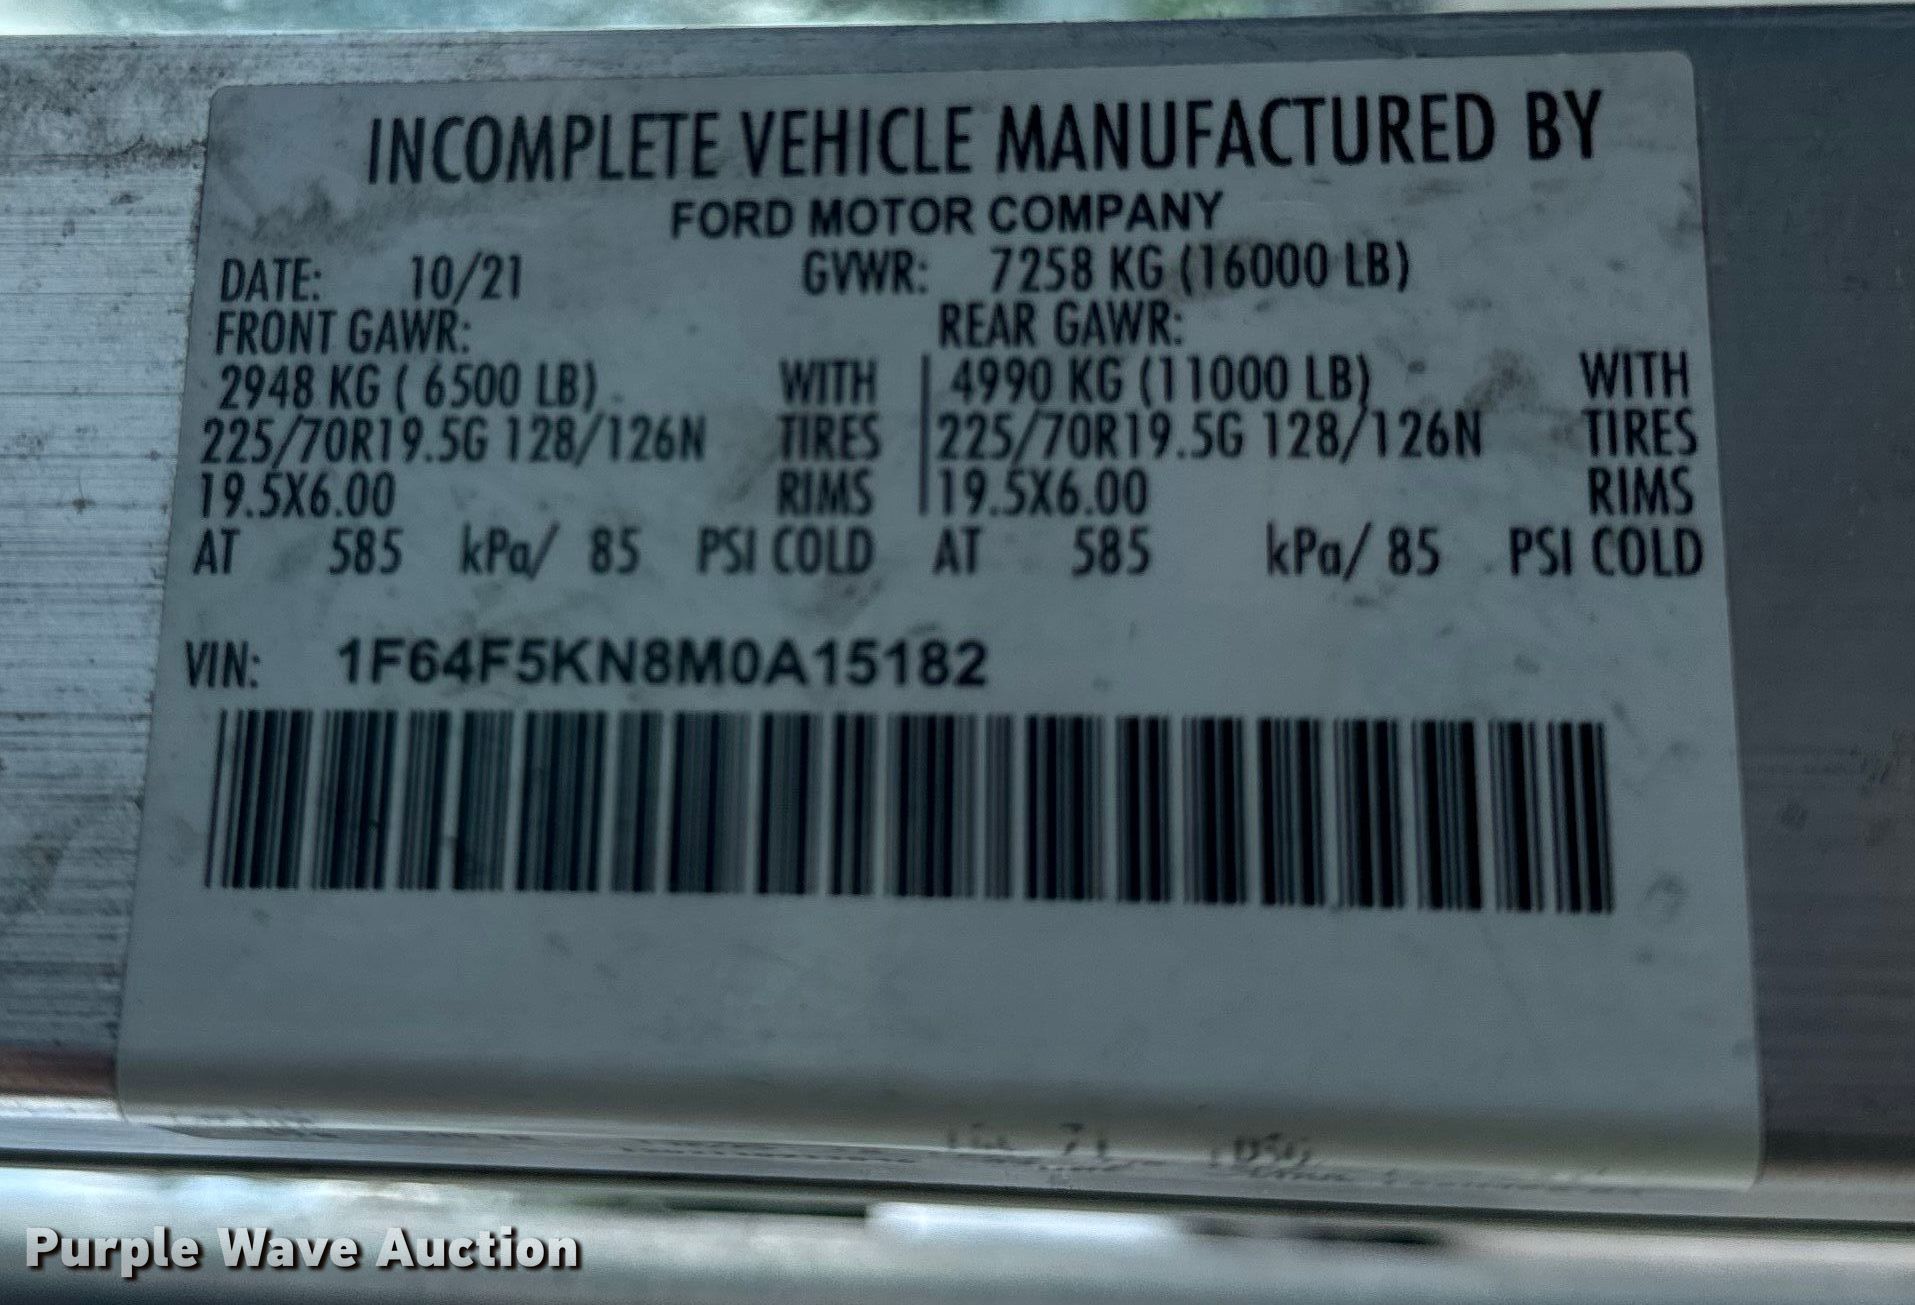 INCOMPLETE VEHICLE MANUFACTURED BY
FORD MOTOR COMPANY
DATE: 10/21 GVWR: 7258 KG (16000 LB)
FRONT GAWR: REAR GAWR:
2948 KG ( 6500 LB) WITH 4990 KG (11000 LB) WITH
225/70R19.5G 128/126N TIRES 225/70R19.5G 128/126N TIRES
19.5X6.00 RIMS 19.5X6.00 RIMS
AT 585 kPa/ 85 PSI COLD AT 585 kPa/ 85 PSI COLD
VIN: 1F64F5KN8M0A15182
Purple Wave Auction